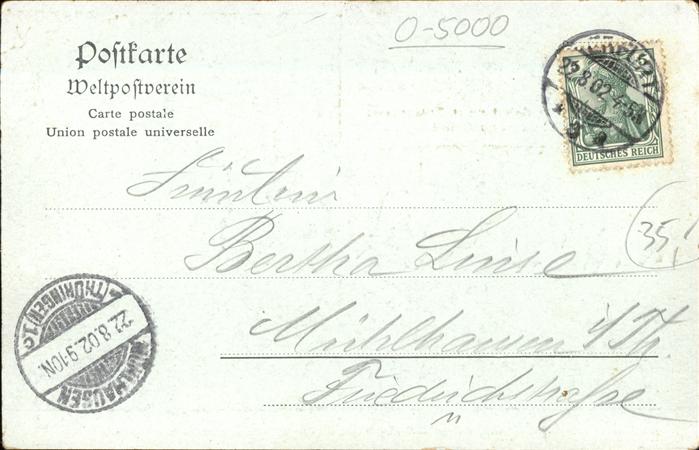 O-5000
Postkarte
Weltpostverein
Carte postale
Union postale universelle
DEUTSCHES REICH
Fräulein
Bertha Linse
35,
Mühlhausen i/Th.
Friedrichstraße
MÜHLHAUSEN
(THÜRINGEN) 1. c
22.8.02.9-10N.